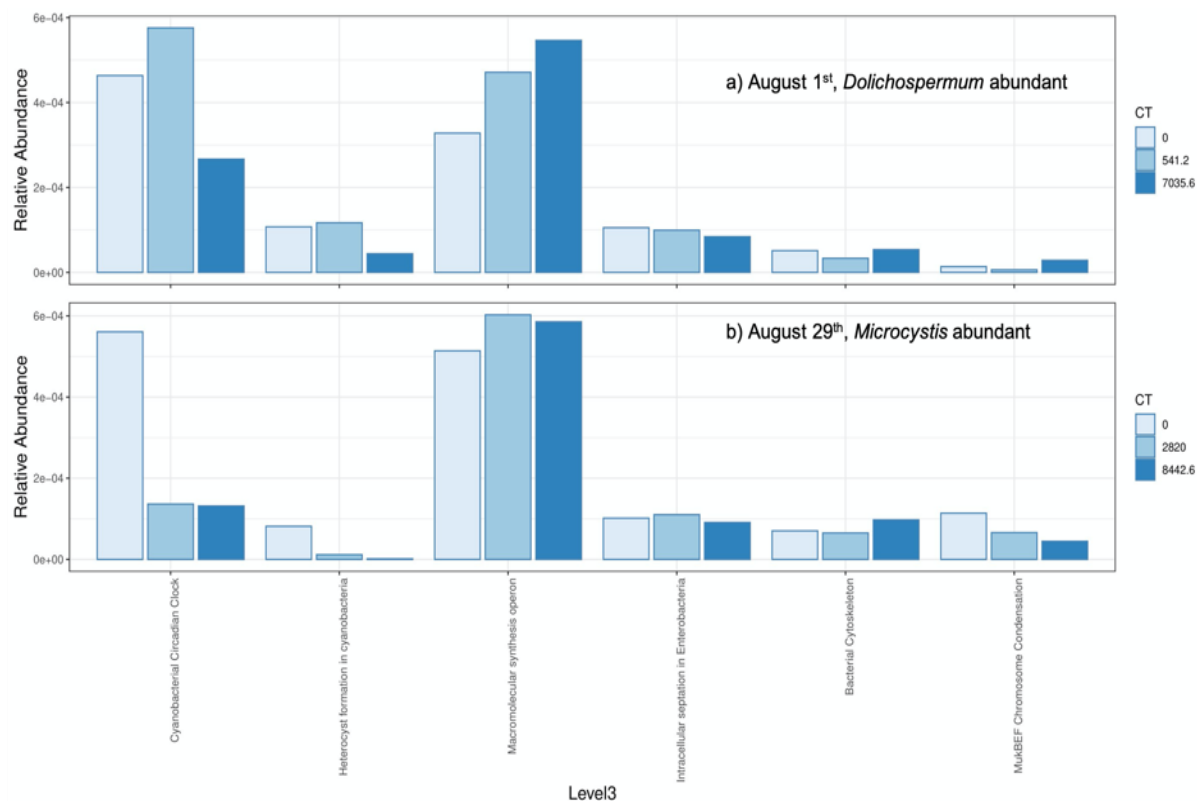 6e−04
4e−04
2e−04
0e+00
Relative Abundance
a) August 1st, Dolichospermum abundant
CT
0
541.2
7035.6
6e−04
4e−04
2e−04
0e+00
Relative Abundance
b) August 29th, Microcystis abundant
CT
0
2820
8442.6
Cyanobacterial Circadian Clock
Heterocyst formation in cyanobacteria
Macromolecular synthesis operon
Intracellular septation in Enterobacteria
Bacterial Cytoskeleton
MukBEF Chromosome Condensation
Level3